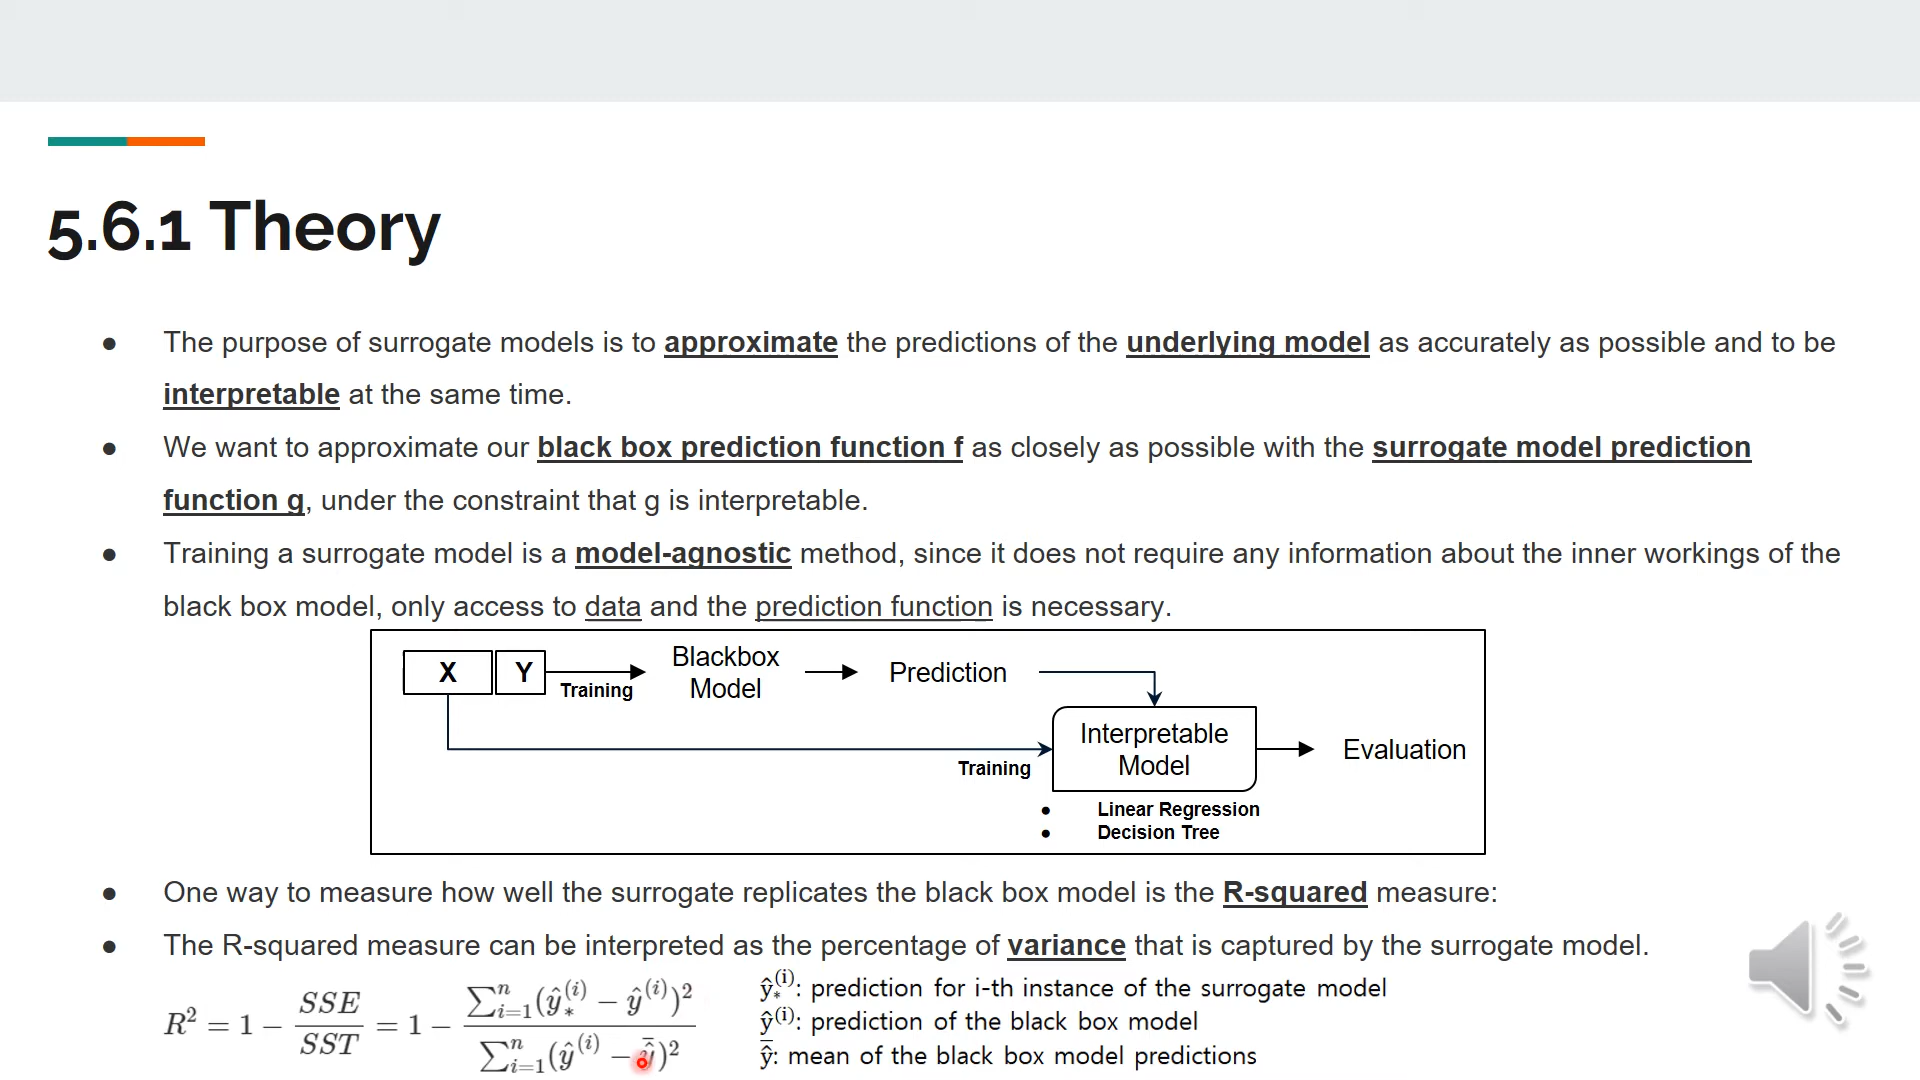 5.6.1 Theory
● The purpose of surrogate models is to approximate the predictions of the underlying model as accurately as possible and to be
interpretable at the same time.
● We want to approximate our black box prediction function f as closely as possible with the surrogate model prediction
function g, under the constraint that g is interpretable.
● Training a surrogate model is a model-agnostic method, since it does not require any information about the inner workings of the
black box model, only access to data and the prediction function is necessary.
X Y
Training
Blackbox
Model
Prediction
Training
Interpretable
Model
Evaluation
● Linear Regression
● Decision Tree
● One way to measure how well the surrogate replicates the black box model is the R-squared measure:
● The R-squared measure can be interpreted as the percentage of variance that is captured by the surrogate model.
R² = 1 − SSE/SST = 1 − ∑ⁿᵢ₌₁(ŷ₎*⁽ⁱ⁾ − ŷ⁽ⁱ⁾)² / ∑ⁿᵢ₌₁(ŷ⁽ⁱ⁾ − ŷ̄)²
ŷ*⁽ⁱ⁾: prediction for i-th instance of the surrogate model
ŷ⁽ⁱ⁾: prediction of the black box model
ŷ̄: mean of the black box model predictions